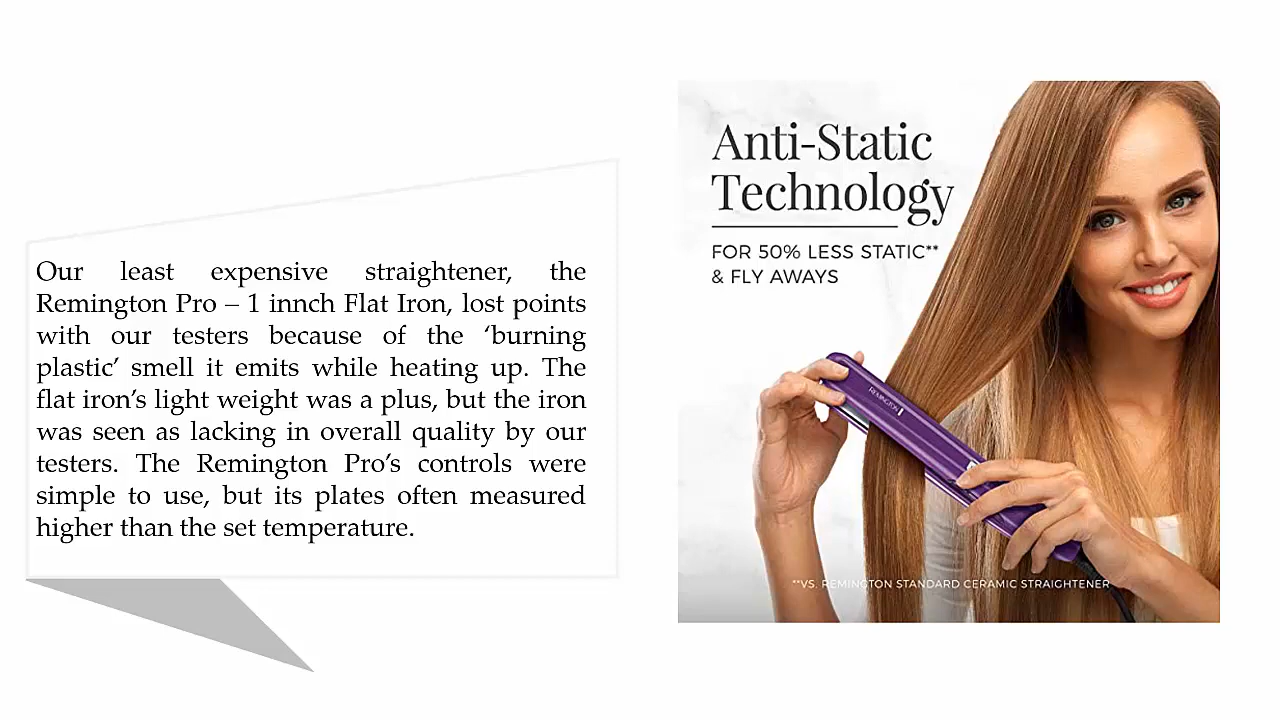 Our least expensive straightener, the
Remington Pro – 1 innch Flat Iron, lost points
with our testers because of the ‘burning
plastic’ smell it emits while heating up. The
flat iron’s light weight was a plus, but the iron
was seen as lacking in overall quality by our
testers. The Remington Pro’s controls were
simple to use, but its plates often measured
higher than the set temperature.
Anti-Static
Technology
FOR 50% LESS STATIC**
& FLY AWAYS
REMINGTON
**VS. REMINGTON STANDARD CERAMIC STRAIGHTENER